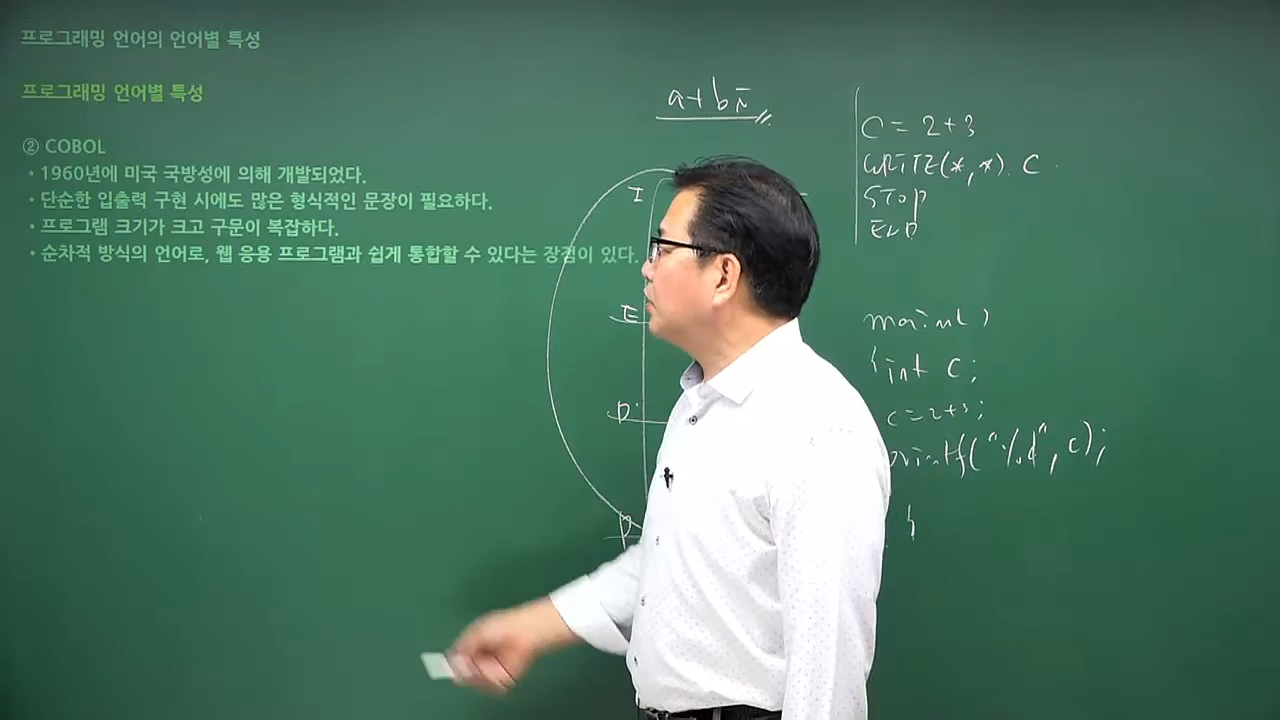 프로그래밍 언어의 언어별 특성
프로그래밍 언어별 특성
② COBOL
• 1960년에 미국 국방성에 의해 개발되었다.
• 단순한 입출력 구현 시에도 많은 형식적인 문장이 필요하다.
• 프로그램 크기가 크고 구문이 복잡하다.
• 순차적 방식의 언어로, 웹 응용 프로그램과 쉽게 통합할 수 있다는 장점이 있다.
a+bi
I
E
D
P
C = 2+3
WRITE(*,*) C
STOP
END
main( )
{int c;
c=2+3;
printf("%d", c);
}